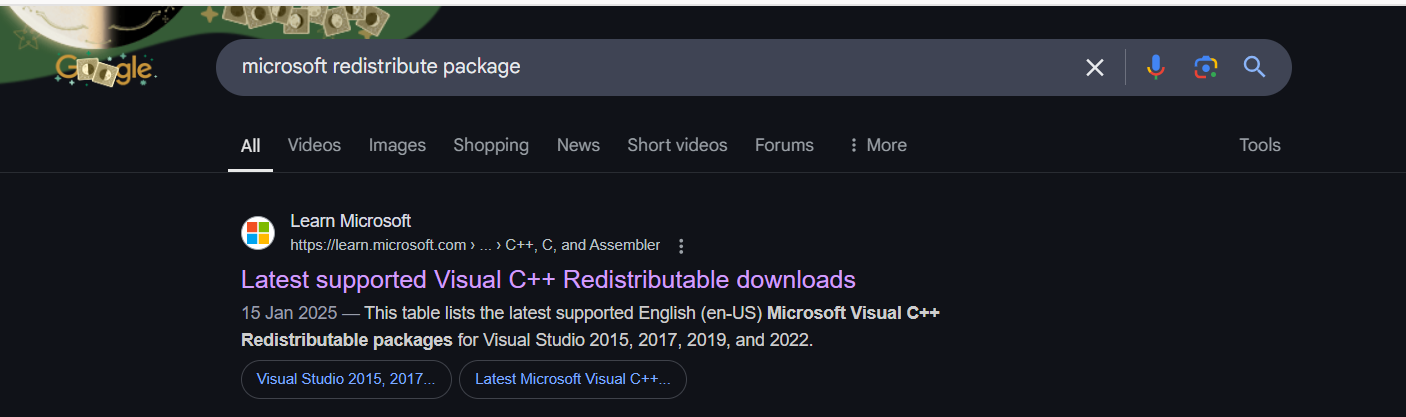 Google
microsoft redistribute package
All Videos Images Shopping News Short videos Forums More Tools
Learn Microsoft
https://learn.microsoft.com › ... › C++, C, and Assembler
Latest supported Visual C++ Redistributable downloads
15 Jan 2025 — This table lists the latest supported English (en-US) Microsoft Visual C++
Redistributable packages for Visual Studio 2015, 2017, 2019, and 2022.
Visual Studio 2015, 2017... Latest Microsoft Visual C++...